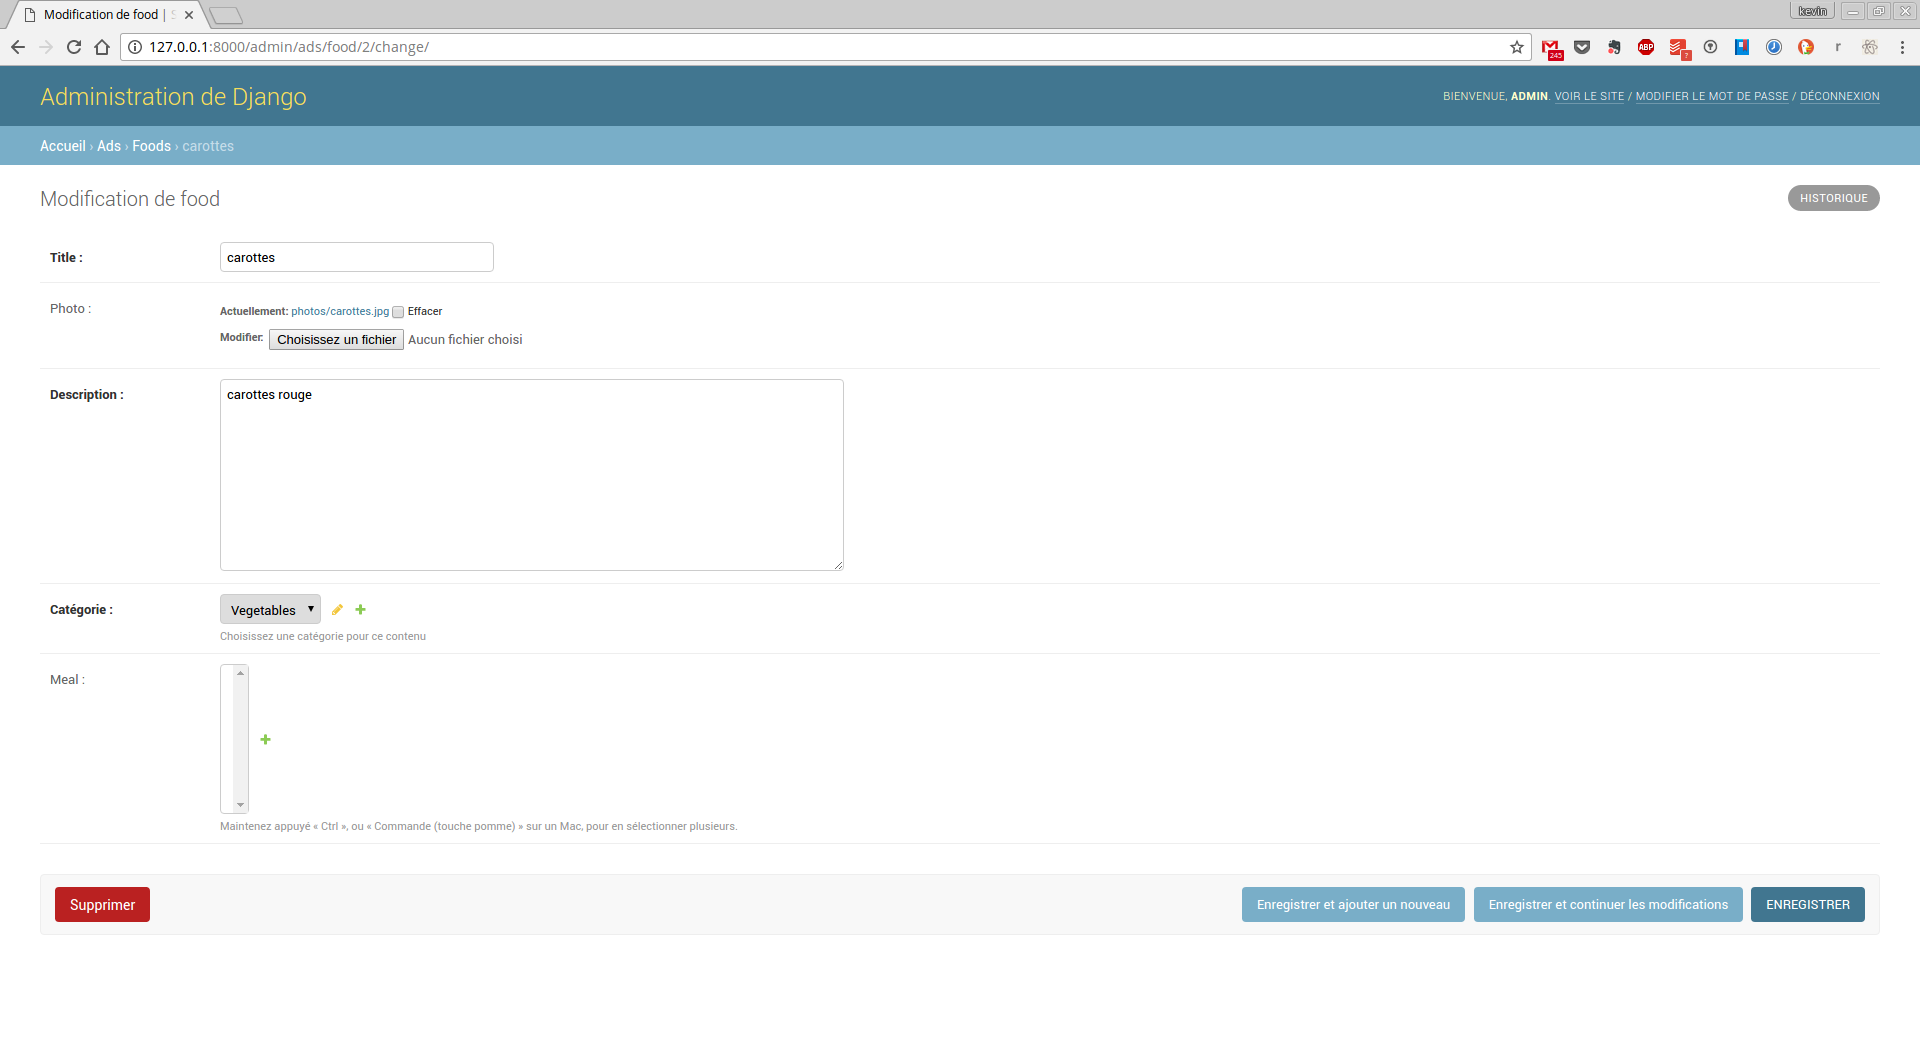 Modification de food |
kevin
127.0.0.1:8000/admin/ads/food/2/change/
245
ABP
?
r
Administration de Django
BIENVENUE, ADMIN. VOIR LE SITE / MODIFIER LE MOT DE PASSE / DÉCONNEXION
Accueil › Ads › Foods › carottes
Modification de food
HISTORIQUE
Title :
carottes
Photo :
Actuellement: photos/carottes.jpg Effacer
Modifier: Choisissez un fichier Aucun fichier choisi
Description :
carottes rouge
Catégorie :
Vegetables
Choisissez une catégorie pour ce contenu
Meal :
Maintenez appuyé « Ctrl », ou « Commande (touche pomme) » sur un Mac, pour en sélectionner plusieurs.
Supprimer
Enregistrer et ajouter un nouveau
Enregistrer et continuer les modifications
ENREGISTRER